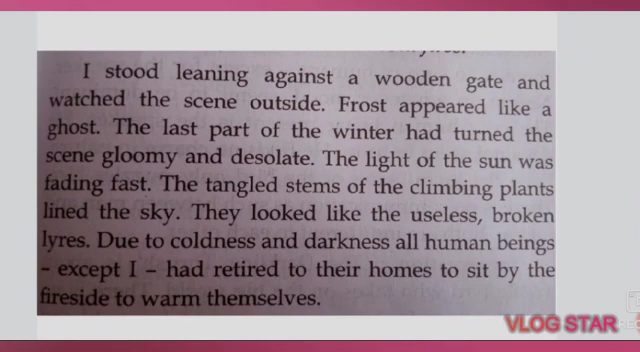 I stood leaning against a wooden gate and
watched the scene outside. Frost appeared like a
ghost. The last part of the winter had turned the
scene gloomy and desolate. The light of the sun was
fading fast. The tangled stems of the climbing plants
lined the sky. They looked like the useless, broken
lyres. Due to coldness and darkness all human beings
– except I – had retired to their homes to sit by the
fireside to warm themselves.
VLOG STAR